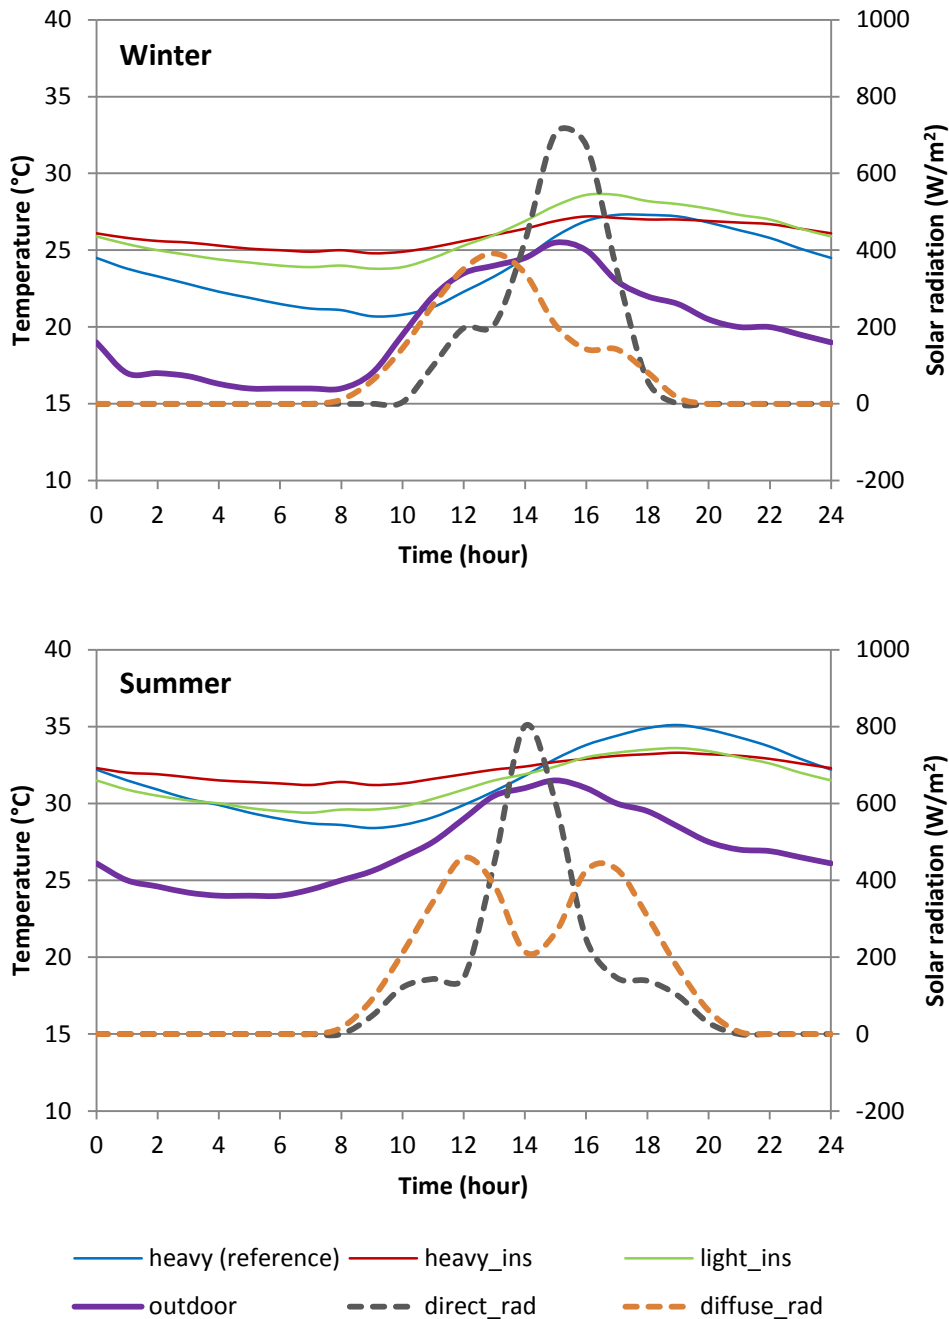 Winter
Temperature (°C)
40
35
30
25
20
15
10
1000
800
600
400
200
0
-200
Solar radiation (W/m²)
0 2 4 6 8 10 12 14 16 18 20 22 24
Time (hour)
Summer
Temperature (°C)
40
35
30
25
20
15
10
1000
800
600
400
200
0
-200
Solar radiation (W/m²)
0 2 4 6 8 10 12 14 16 18 20 22 24
Time (hour)
heavy (reference) heavy_ins light_ins
outdoor direct_rad diffuse_rad